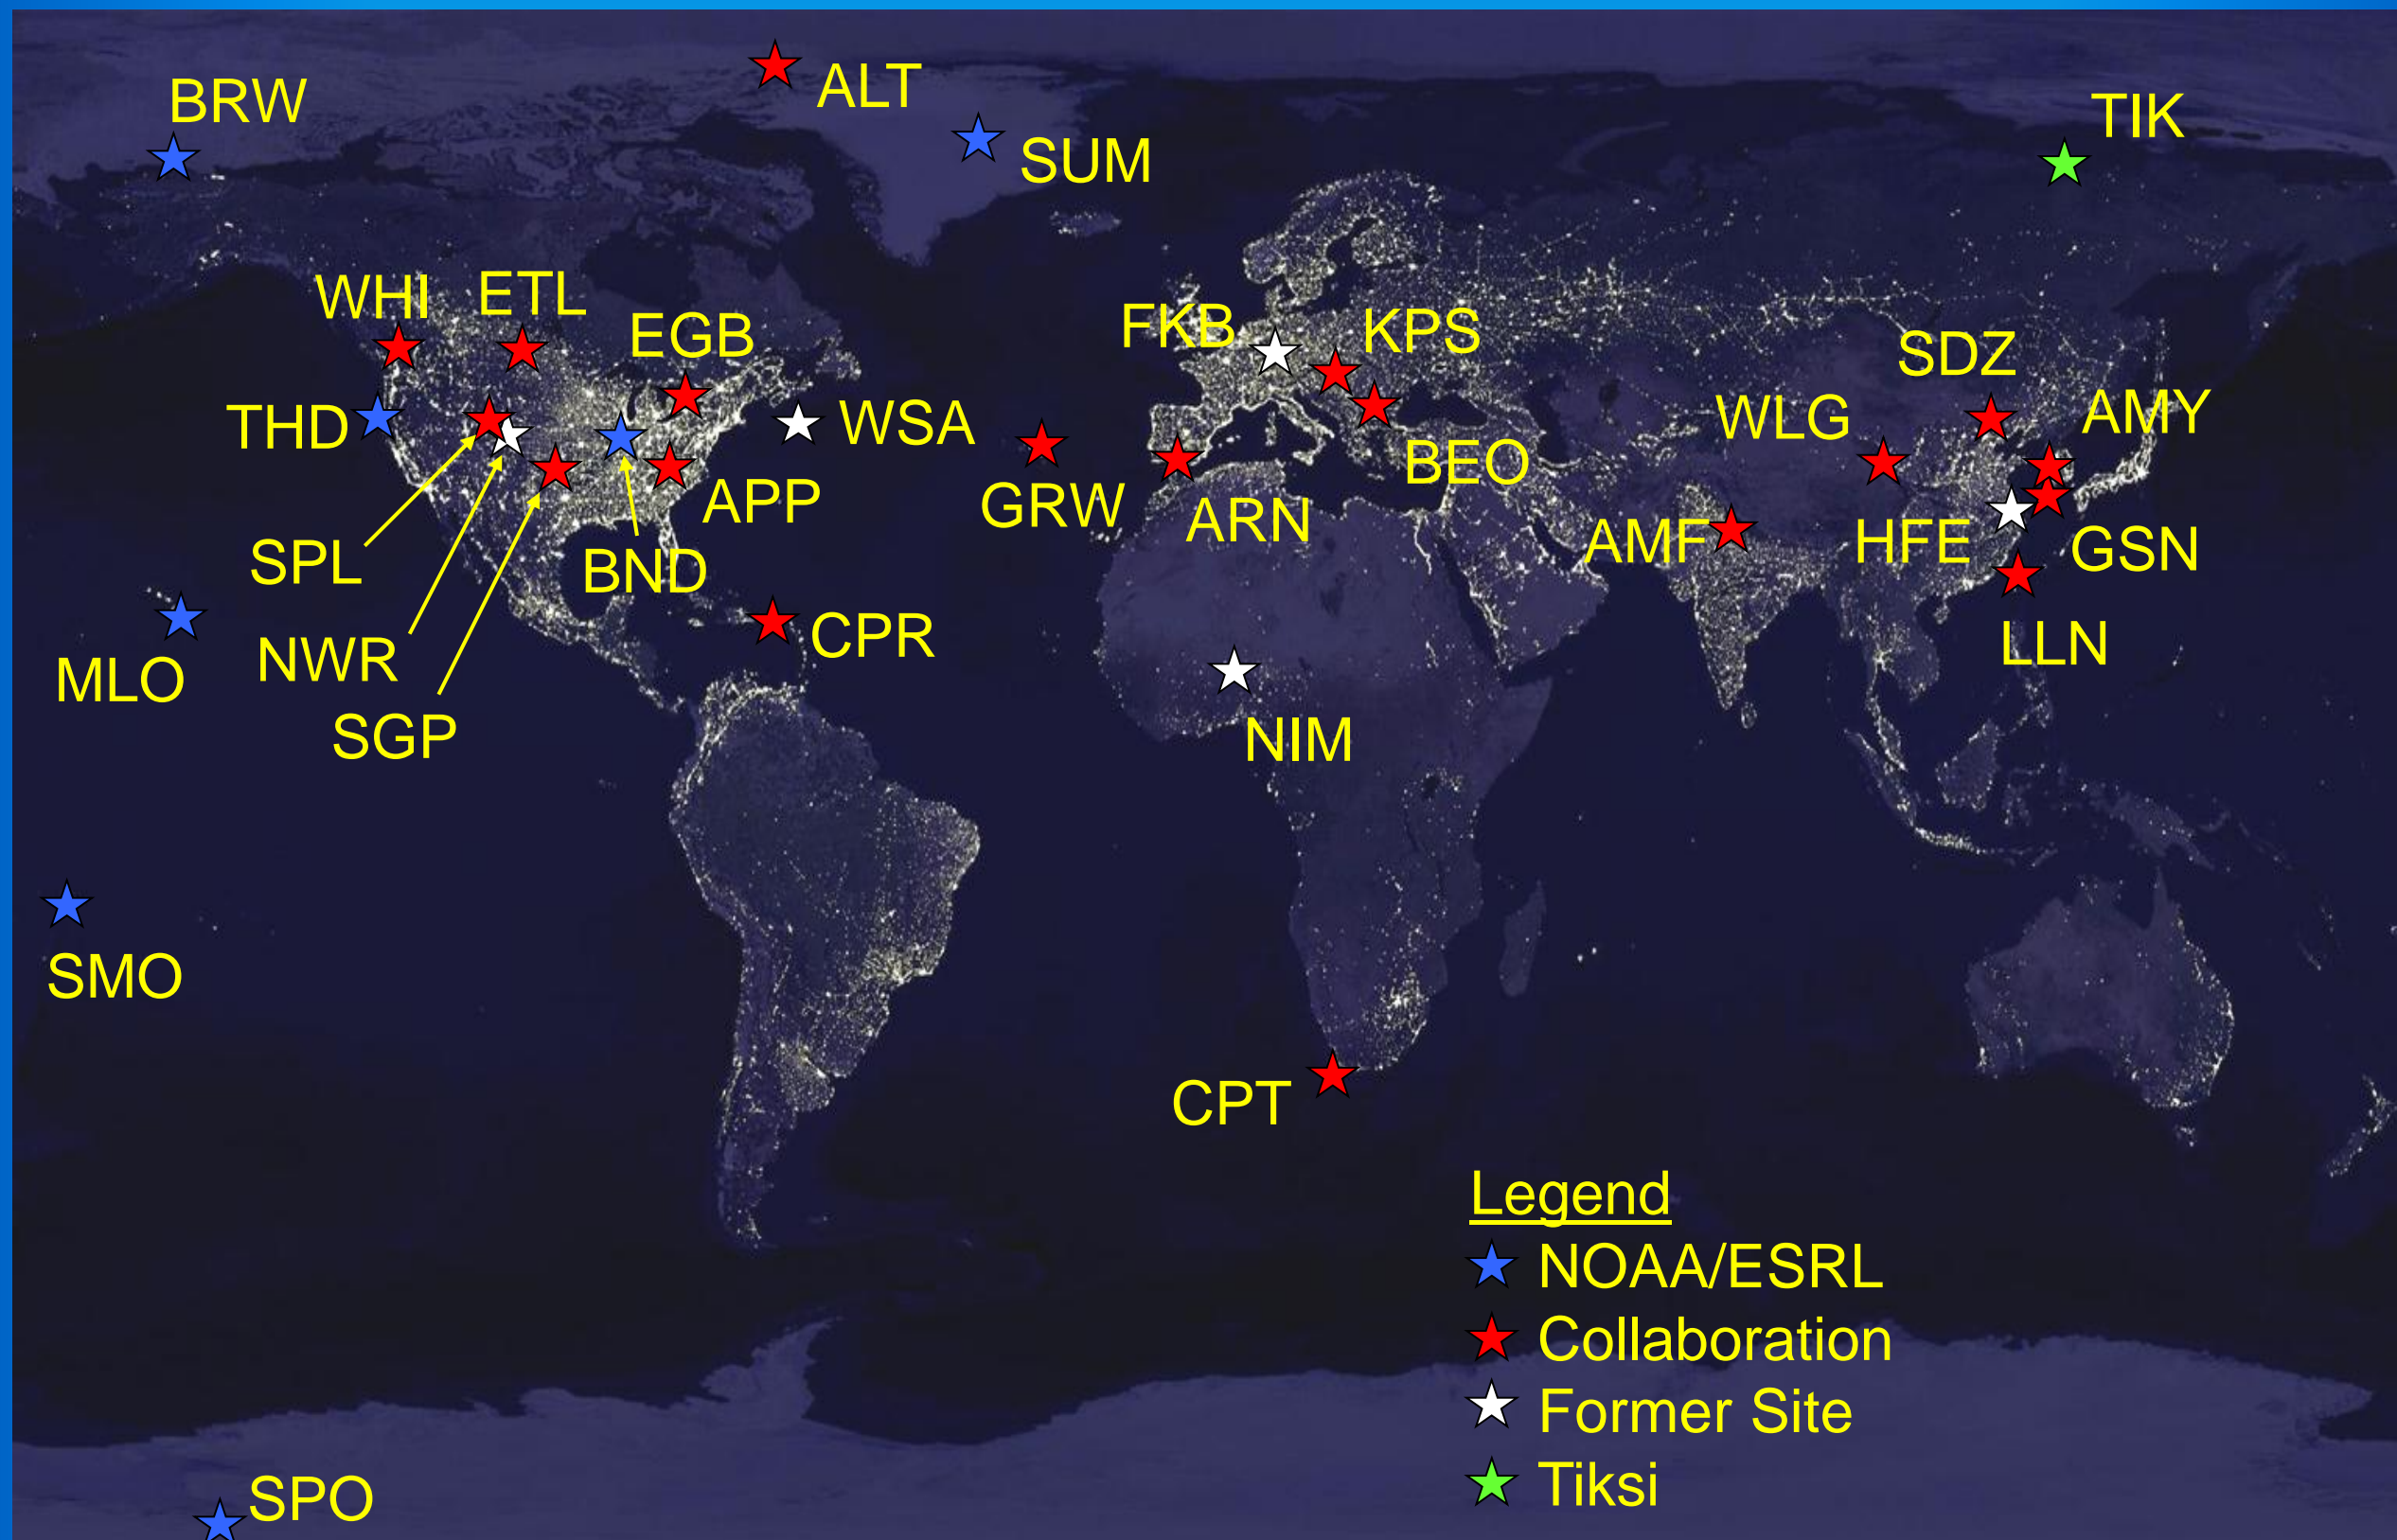 BRW
ALT
SUM
TIK
WHI
ETL
EGB
FKB
KPS
SDZ
THD
WSA
WLG
AMY
GRW
ARN
BEO
APP
SPL
BND
AMF
HFE
GSN
MLO
NWR
CPR
LLN
SGP
NIM
SMO
CPT
SPO
Legend
NOAA/ESRL
Collaboration
Former Site
Tiksi